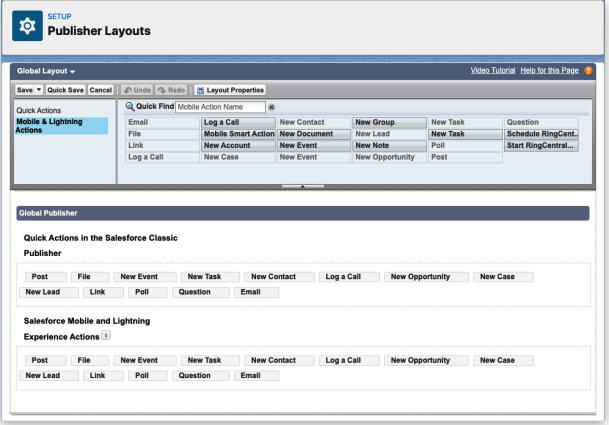 SETUP
Publisher Layouts
Global Layout
Video Tutorial Help for this Page
Save Quick Save Cancel Undo Redo Layout Properties
Quick Actions
Mobile & Lightning
Actions
Quick Find Mobile Action Name
Email Log a Call New Contact New Group New Task Question
File Mobile Smart Action New Document New Lead New Task Schedule RingCent..
Link New Account New Event New Note Poll Start RingCentral...
Log a Call New Case New Event New Opportunity Post
Global Publisher
Quick Actions in the Salesforce Classic
Publisher
Post File New Event New Task New Contact Log a Call New Opportunity New Case
New Lead Link Poll Question Email
Salesforce Mobile and Lightning
Experience Actions i
Post File New Event New Task New Contact Log a Call New Opportunity New Case
New Lead Link Poll Question Email